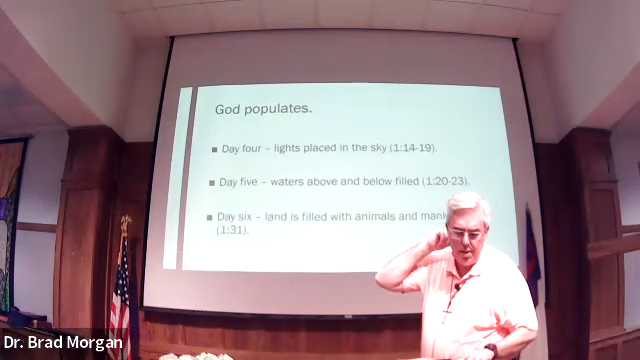 God populates.
Day four – lights placed in the sky (1:14-19).
Day five – waters above and below filled (1:20-23).
Day six – land is filled with animals and
(1:31).
Dr. Brad Morgan